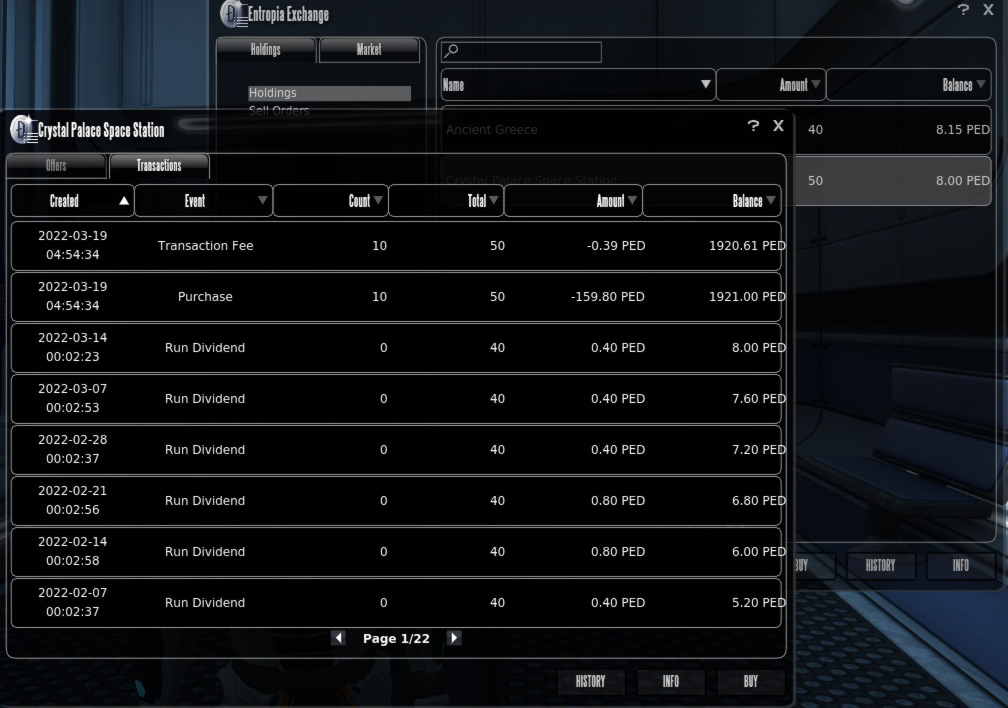 Entropia Exchange
? X
Holdings Market
Holdings
Sell Orders
Name Amount Balance
Ancient Greece 40 8.15 PED
Crystal Palace Space Station 50 8.00 PED
Crystal Palace Space Station
? X
Offers Transactions
Created Event Count Total Amount Balance
2022-03-19
04:54:34
Transaction Fee 10 50 -0.39 PED 1920.61 PED
2022-03-19
04:54:34
Purchase 10 50 -159.80 PED 1921.00 PED
2022-03-14
00:02:23
Run Dividend 0 40 0.40 PED 8.00 PED
2022-03-07
00:02:53
Run Dividend 0 40 0.40 PED 7.60 PED
2022-02-28
00:02:37
Run Dividend 0 40 0.40 PED 7.20 PED
2022-02-21
00:02:56
Run Dividend 0 40 0.80 PED 6.80 PED
2022-02-14
00:02:58
Run Dividend 0 40 0.80 PED 6.00 PED
2022-02-07
00:02:37
Run Dividend 0 40 0.40 PED 5.20 PED
Page 1/22
HISTORY INFO BUY
BUY HISTORY INFO